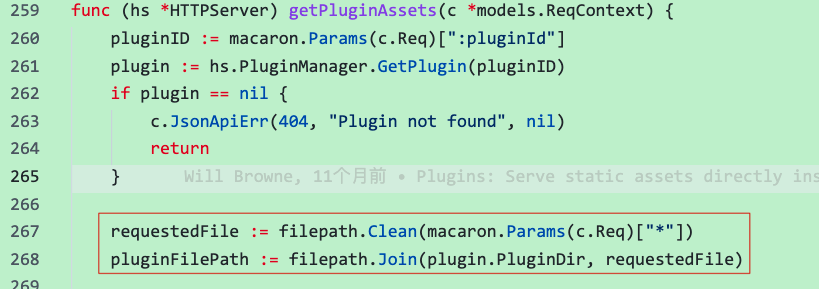 259 func (hs *HTTPServer) getPluginAssets(c *models.ReqContext) {
260 pluginID := macaron.Params(c.Req)[":pluginId"]
261 plugin := hs.PluginManager.GetPlugin(pluginID)
262 if plugin == nil {
263 c.JsonApiErr(404, "Plugin not found", nil)
264 return
265 } Will Browne, 11个月前 • Plugins: Serve static assets directly ins
266
267 requestedFile := filepath.Clean(macaron.Params(c.Req)["*"])
268 pluginFilePath := filepath.Join(plugin.PluginDir, requestedFile)
269